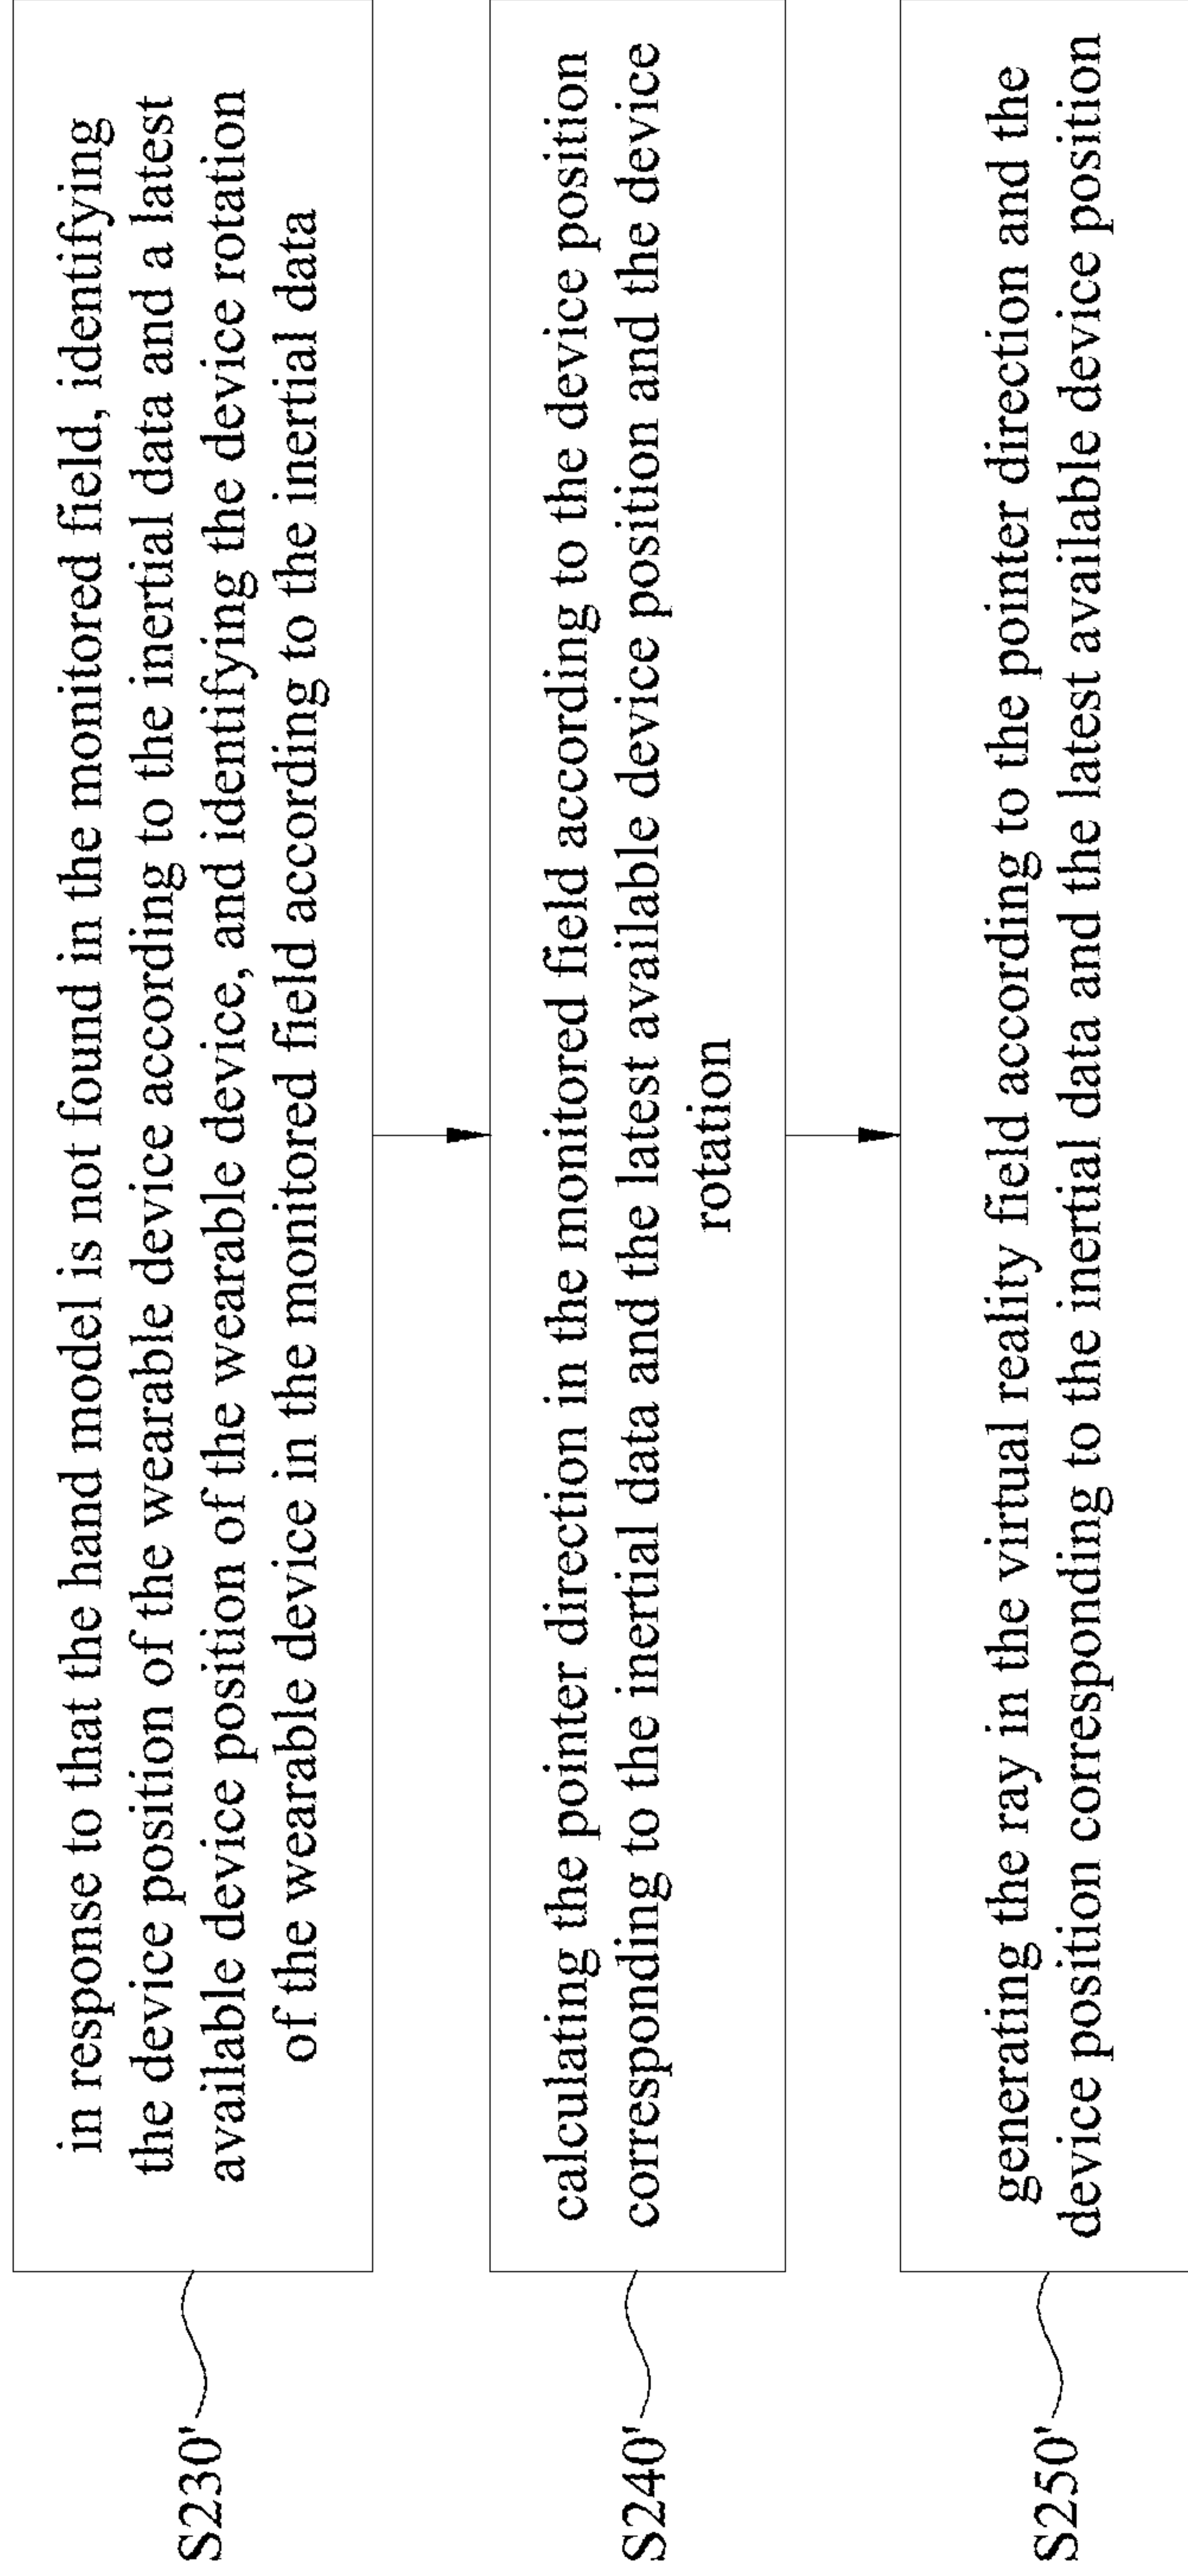 S230'
in response to that the hand model is not found in the monitored field, identifying
the device position of the wearable device according to the inertial data and a latest
available device position of the wearable device, and identifying the device rotation
of the wearable device in the monitored field according to the inertial data
S240'
calculating the pointer direction in the monitored field according to the device position
corresponding to the inertial data and the latest available device position and the device
rotation
S250'
generating the ray in the virtual reality field according to the pointer direction and the
device position corresponding to the inertial data and the latest available device position